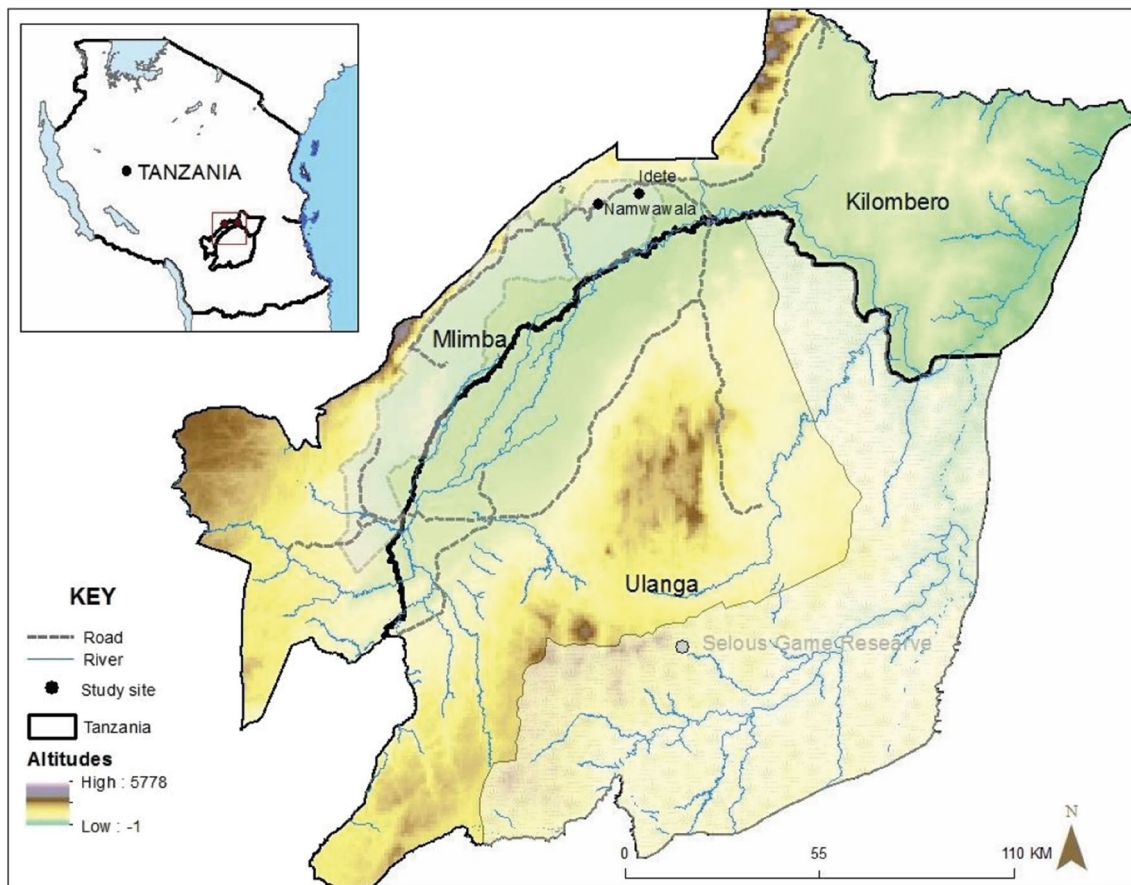 TANZANIA
Idete
Namwawala
Kilombero
Mlimba
Ulanga
Selous Game Researve
KEY
Road
River
Study site
Tanzania
Altitudes
High : 5778
Low : -1
N
0 55 110 KM